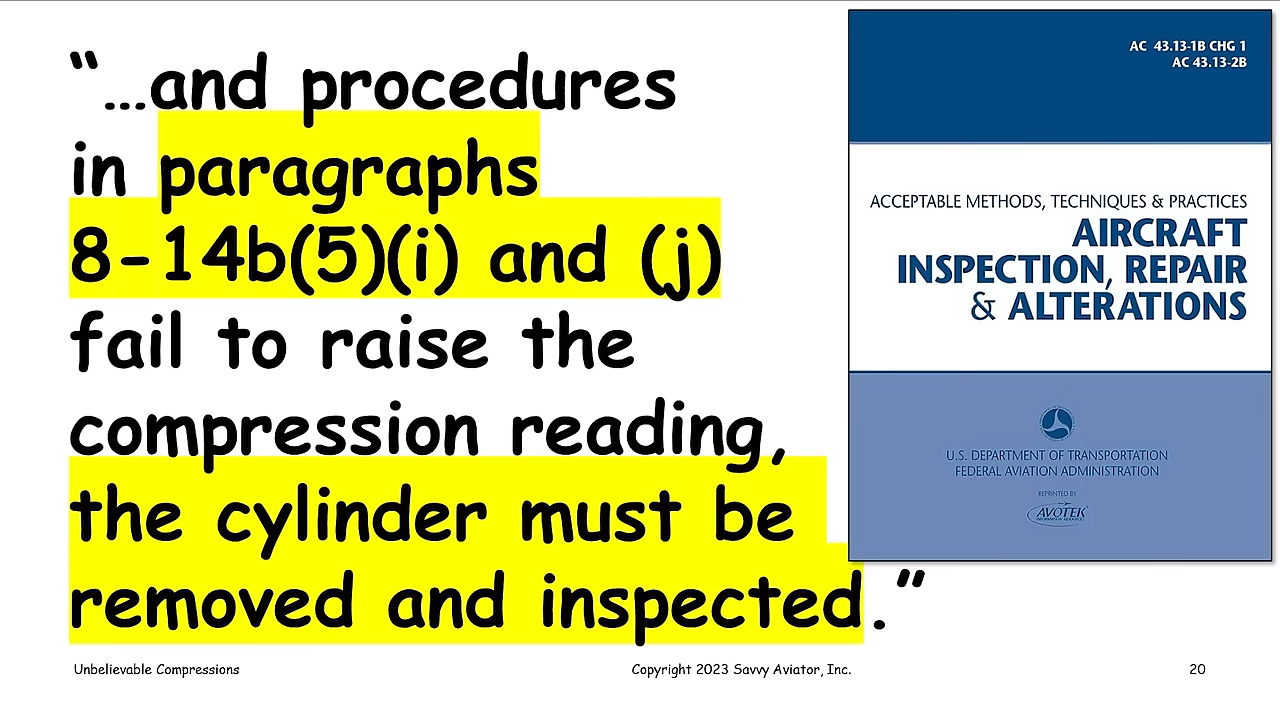 “…and procedures
in paragraphs
8-14b(5)(i) and (j)
fail to raise the
compression reading,
the cylinder must be
removed and inspected.”
AC 43.13-1B CHG 1
AC 43.13-2B
ACCEPTABLE METHODS, TECHNIQUES & PRACTICES
AIRCRAFT
INSPECTION, REPAIR
& ALTERATIONS
U.S. DEPARTMENT OF TRANSPORTATION
FEDERAL AVIATION ADMINISTRATION
REPRINTED BY
AVOTEK
INFORMATION RESOURCES
Unbelievable Compressions
Copyright 2023 Savvy Aviator, Inc.
20